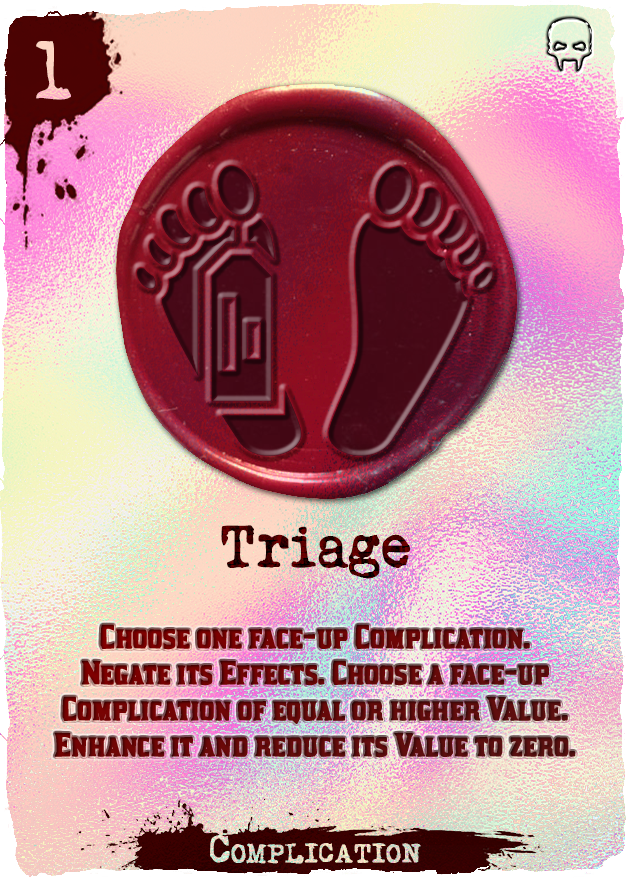 1
Triage
Choose one face-up Complication.
Negate its Effects. Choose a face-up
Complication of equal or higher Value.
Enhance it and reduce its Value to zero.
Complication